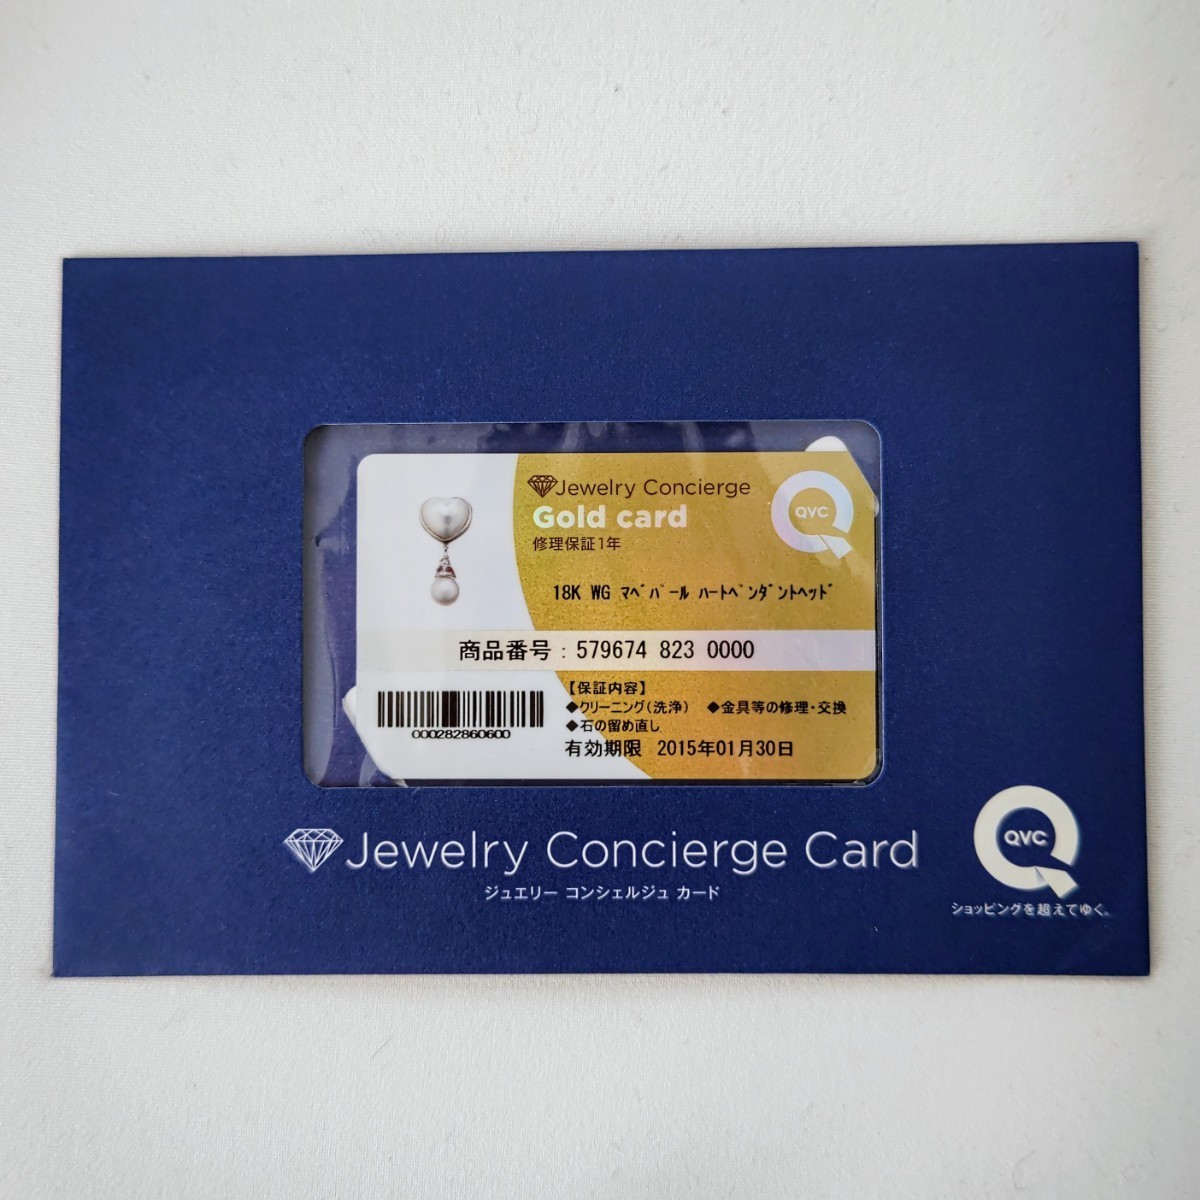 Jewelry Concierge
Gold card
修理保証1年
QVC
18K WG ﾏﾍﾞﾊﾟｰﾙ ﾊｰﾄﾍﾟﾝﾀﾞﾝﾄﾍｯﾄﾞ
商品番号 : 579674 823 0000
【保証内容】
◆クリーニング(洗浄) ◆金具等の修理・交換
◆石の留め直し
有効期限 2015年01月30日
000282860600
Jewelry Concierge Card
ジュエリー コンシェルジュ カード
QVC
ショッピングを超えてゆく。